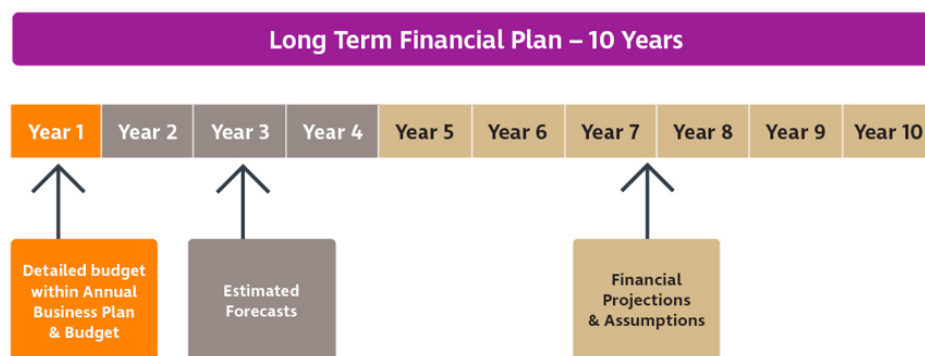 Long Term Financial Plan – 10 Years
Year 1 Year 2 Year 3 Year 4 Year 5 Year 6 Year 7 Year 8 Year 9 Year 10
Detailed budget
within Annual
Business Plan
& Budget
Estimated
Forecasts
Financial
Projections
& Assumptions